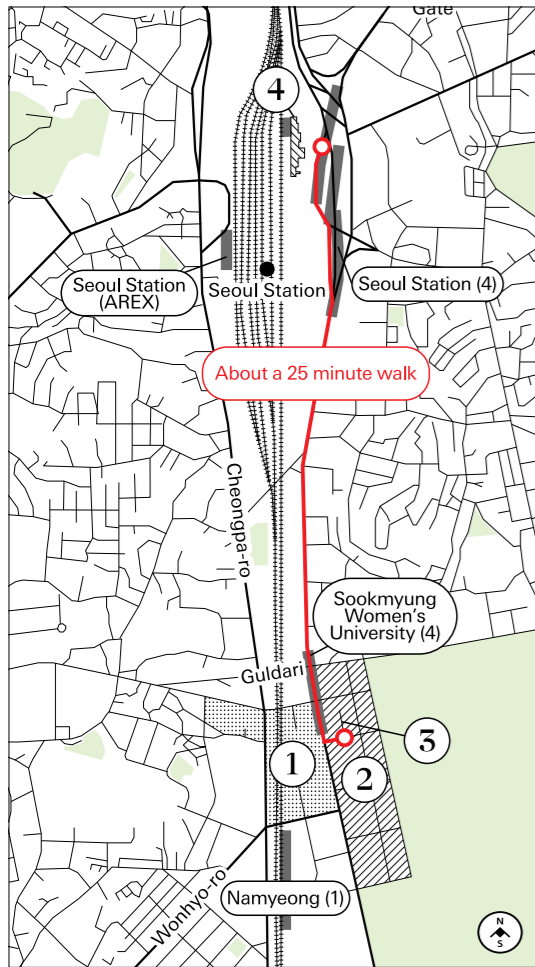 Gate
4
Seoul Station
(AREX)
Seoul Station
Seoul Station (4)
About a 25 minute walk
Cheongpa-ro
Sookmyung
Women's
University (4)
Guldari
3
1
2
Namyeong (1)
Wonhyo-ro
N
S